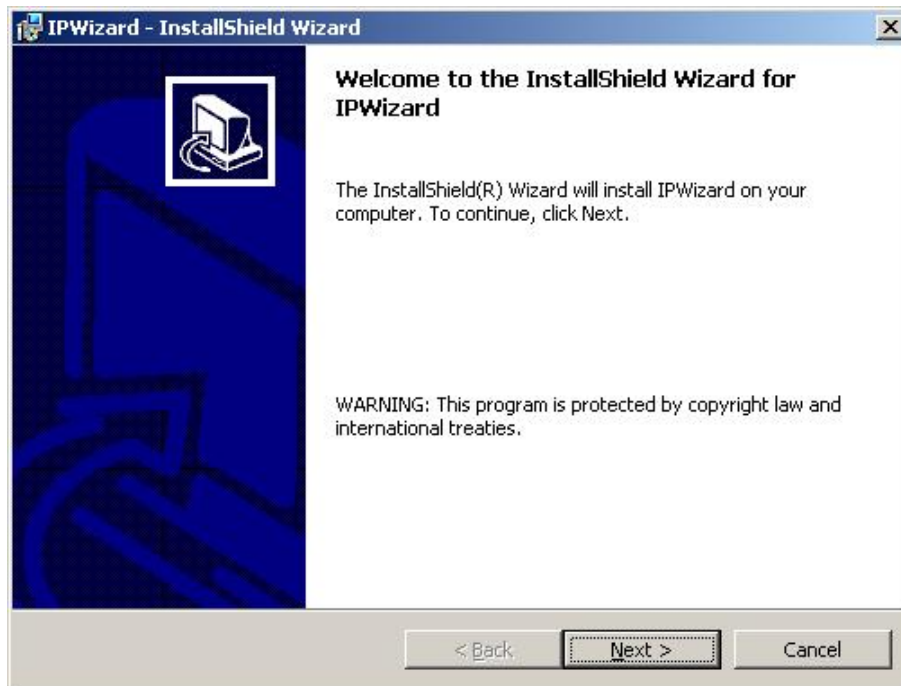 IPWizard - InstallShield Wizard
Welcome to the InstallShield Wizard for
IPWizard
The InstallShield(R) Wizard will install IPWizard on your
computer. To continue, click Next.
WARNING: This program is protected by copyright law and
international treaties.
< Back
Next >
Cancel